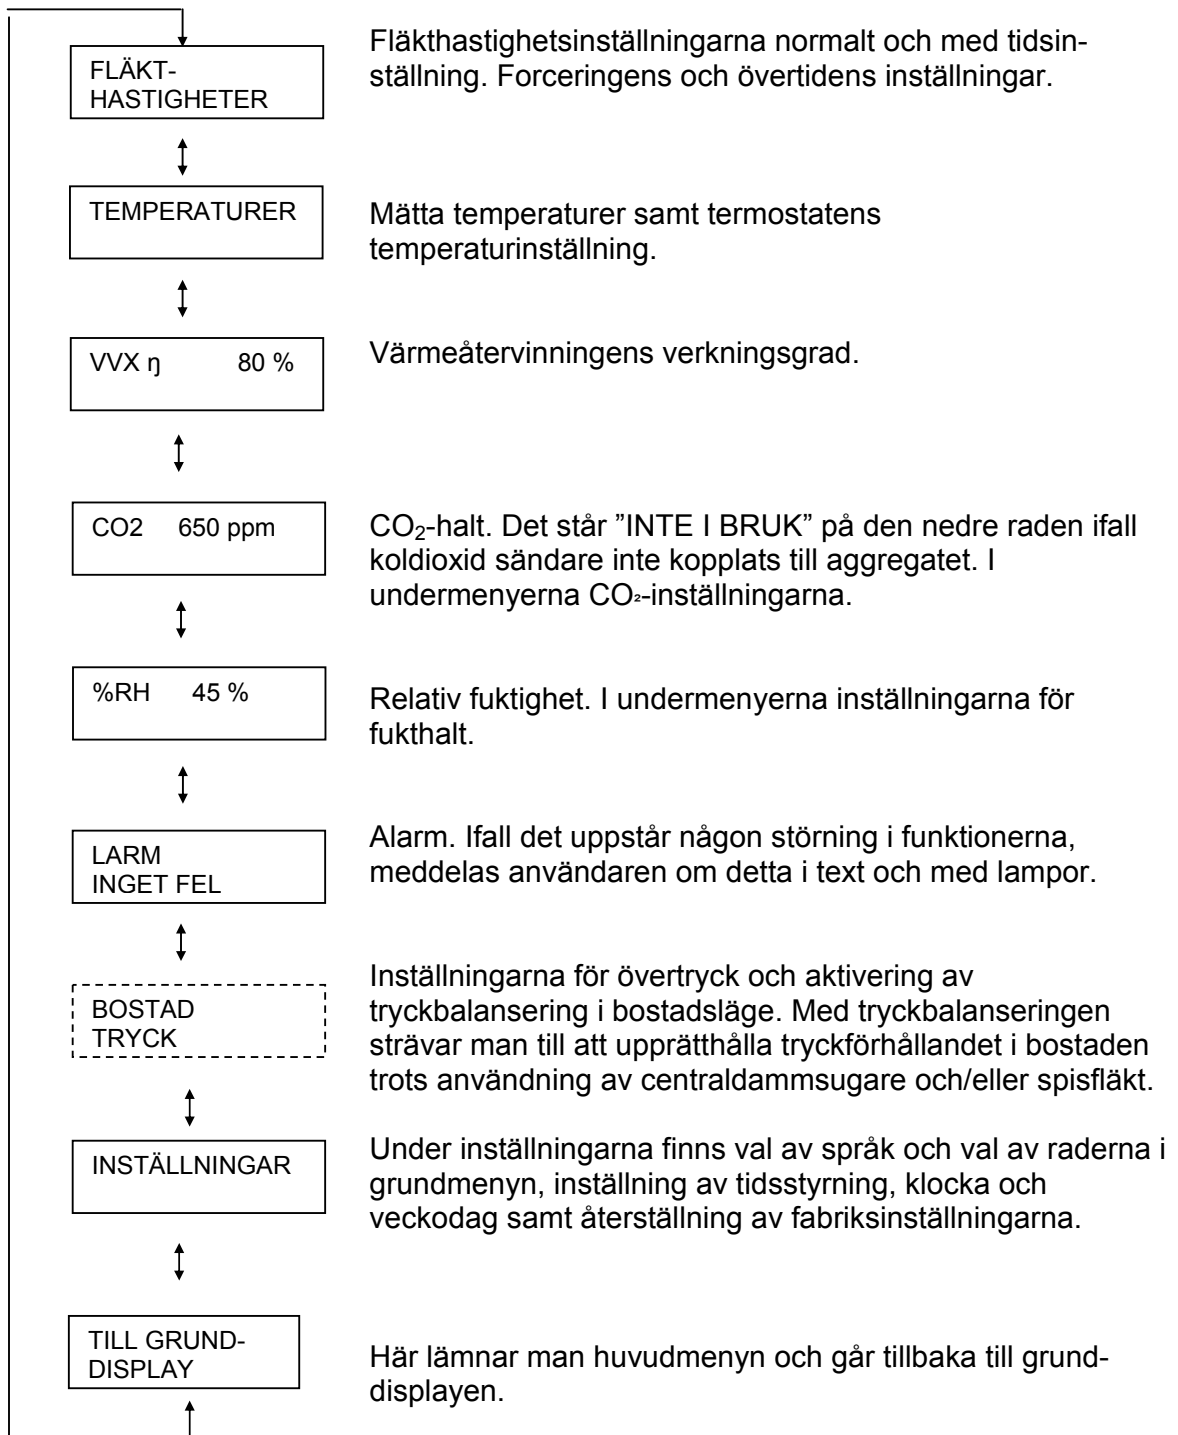 FLÄKT-
HASTIGHETER
Fläkthastighetsinställningarna normalt och med tidsin-
ställning. Forceringens och övertidens inställningar.
TEMPERATURER
Mätta temperaturer samt termostatens
temperaturinställning.
VVX ŋ 80 %
Värmeåtervinningens verkningsgrad.
CO2 650 ppm
CO₂-halt. Det står ”INTE I BRUK” på den nedre raden ifall
koldioxid sändare inte kopplats till aggregatet. I
undermenyerna CO₂-inställningarna.
%RH 45 %
Relativ fuktighet. I undermenyerna inställningarna för
fukthalt.
LARM
INGET FEL
Alarm. Ifall det uppstår någon störning i funktionerna,
meddelas användaren om detta i text och med lampor.
BOSTAD
TRYCK
Inställningarna för övertryck och aktivering av
tryckbalansering i bostadsläge. Med tryckbalanseringen
strävar man till att upprätthålla tryckförhållandet i bostaden
trots användning av centraldammsugare och/eller spisfläkt.
INSTÄLLNINGAR
Under inställningarna finns val av språk och val av raderna i
grundmenyn, inställning av tidsstyrning, klocka och
veckodag samt återställning av fabriksinställningarna.
TILL GRUND-
DISPLAY
Här lämnar man huvudmenyn och går tillbaka till grund-
displayen.